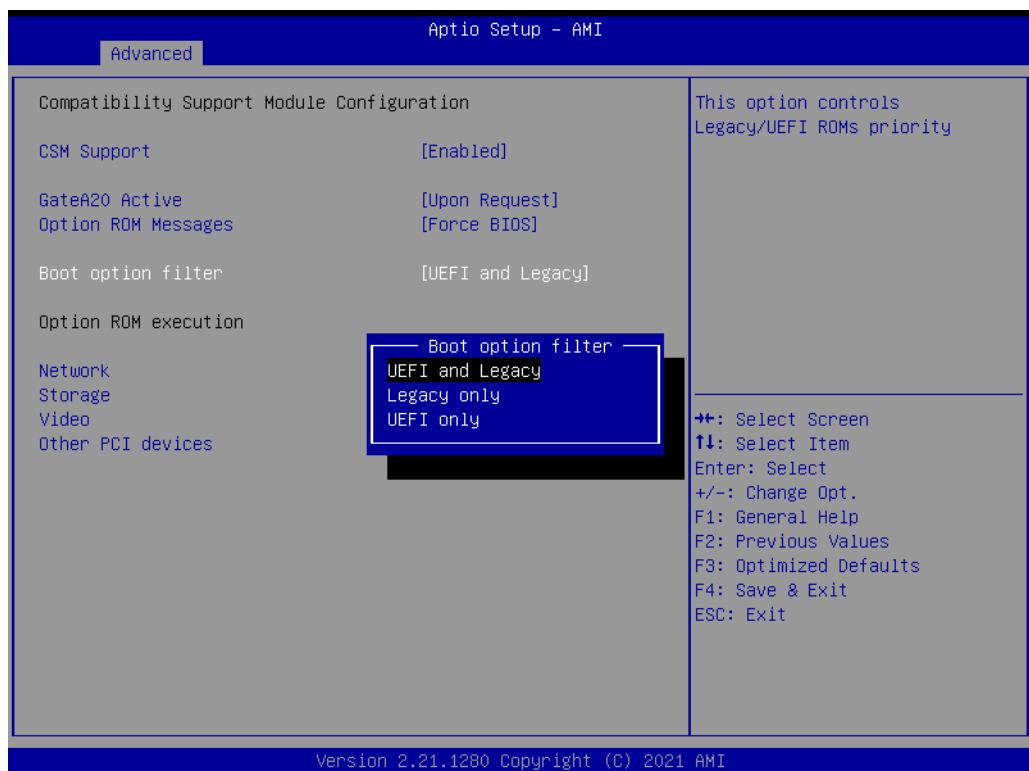 Aptio Setup – AMI
Advanced
Compatibility Support Module Configuration
CSM Support [Enabled]
GateA20 Active [Upon Request]
Option ROM Messages [Force BIOS]
Boot option filter [UEFI and Legacy]
Option ROM execution
Network
Storage
Video
Other PCI devices
Boot option filter
UEFI and Legacy
Legacy only
UEFI only
This option controls
Legacy/UEFI ROMs priority
→←: Select Screen
↑↓: Select Item
Enter: Select
+/-: Change Opt.
F1: General Help
F2: Previous Values
F3: Optimized Defaults
F4: Save & Exit
ESC: Exit
Version 2.21.1280 Copyright (C) 2021 AMI